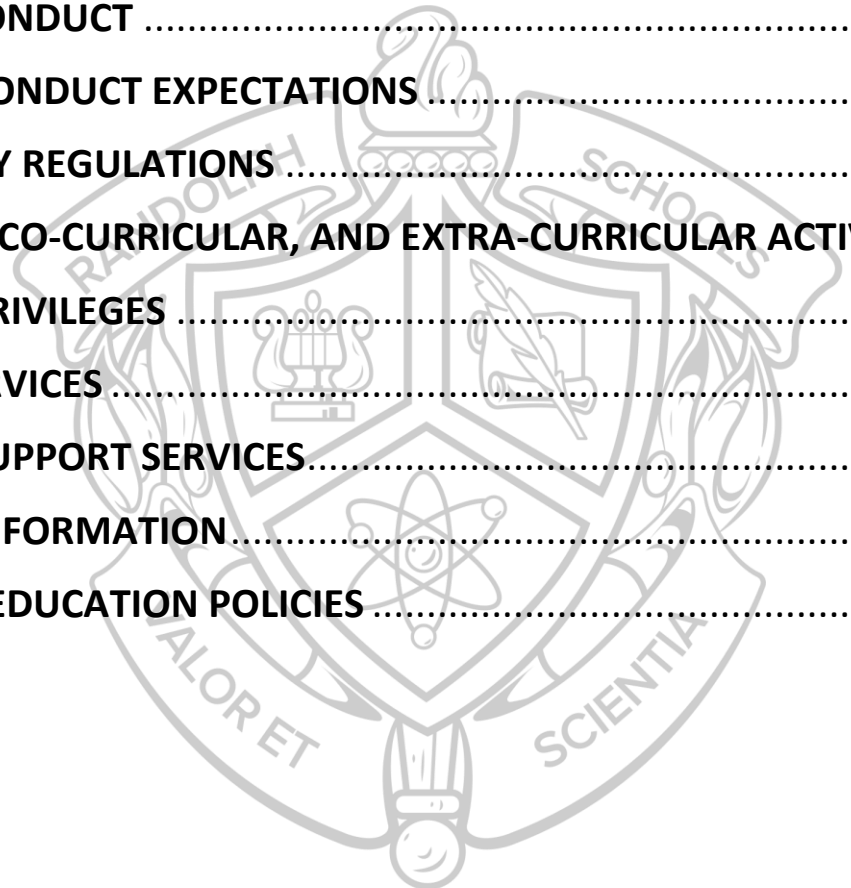 ONDUCT ........................................................
ONDUCT EXPECTATIONS ........................................
Y REGULATIONS ..................................................
CO-CURRICULAR, AND EXTRA-CURRICULAR ACTIV
RIVILEGES ......................................................
VICES ..........................................................
UPPORT SERVICES................................................
FORMATION......................................................
EDUCATION POLICIES ............................................
RANDOLPH SCHOOLS
VALOR ET SCIENTIA